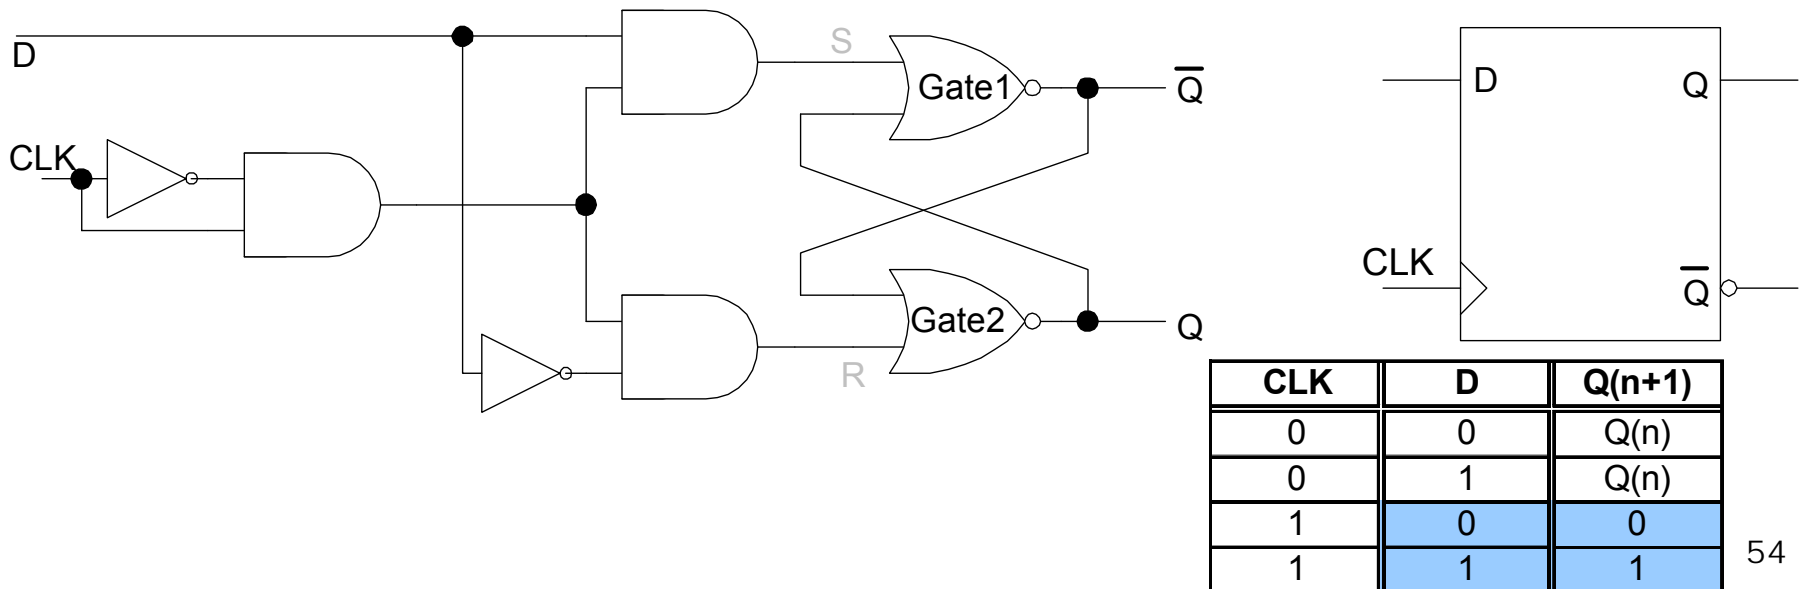 D
S
Gate1
Q̅
CLK
Gate2
Q
R
D
Q
CLK
Q̅
CLK D Q(n+1)
0 0 Q(n)
0 1 Q(n)
1 0 0
1 1 1
54